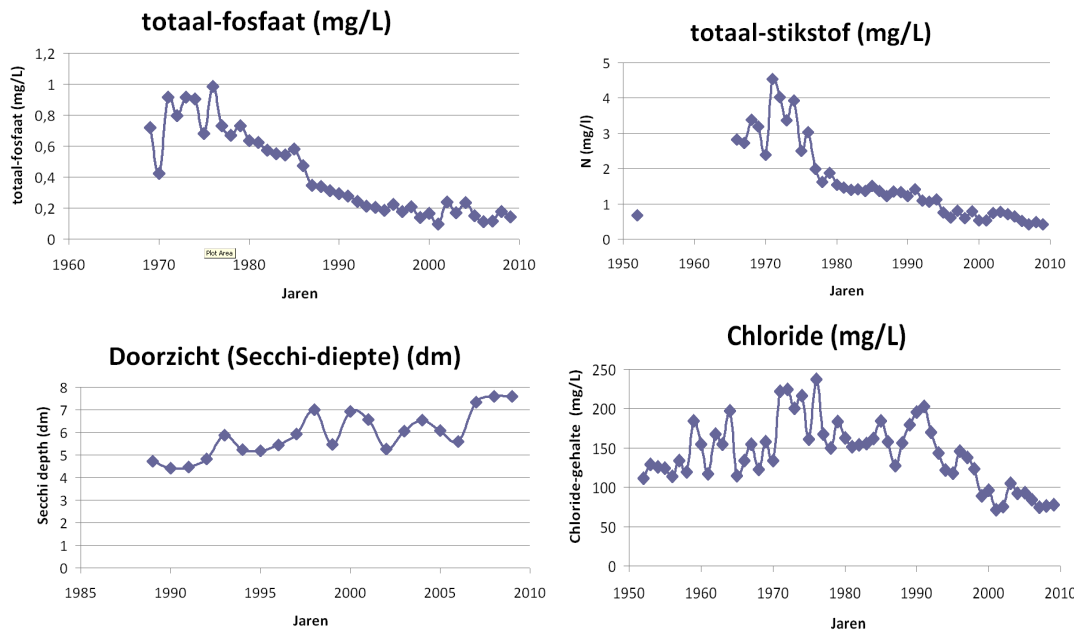 totaal-fosfaat (mg/L)
totaal-fosfaat (mg/L)
1,2
1
0,8
0,6
0,4
0,2
0
1960 1970 1980 1990 2000 2010
Plot Area
Jaren
totaal-stikstof (mg/L)
N (mg/l)
5
4
3
2
1
0
1950 1960 1970 1980 1990 2000 2010
Jaren
Doorzicht (Secchi-diepte) (dm)
Secchi depth (dm)
8
7
6
5
4
3
2
1
0
1985 1990 1995 2000 2005 2010
Jaren
Chloride (mg/L)
Chloride-gehalte (mg/L)
250
200
150
100
50
0
1950 1960 1970 1980 1990 2000 2010
Jaren